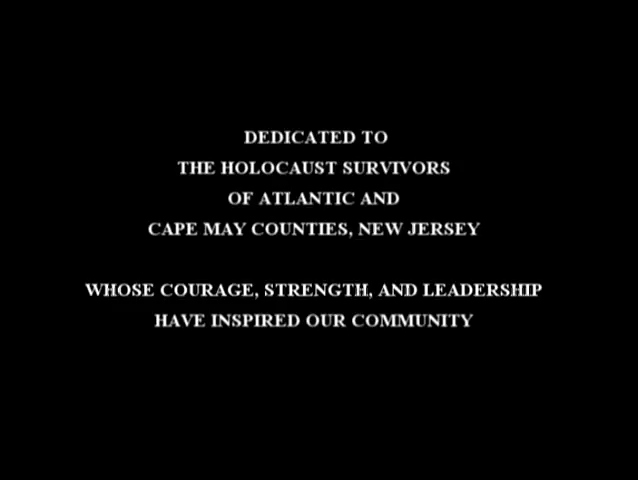 DEDICATED TO
THE HOLOCAUST SURVIVORS
OF ATLANTIC AND
CAPE MAY COUNTIES, NEW JERSEY
WHOSE COURAGE, STRENGTH, AND LEADERSHIP
HAVE INSPIRED OUR COMMUNITY